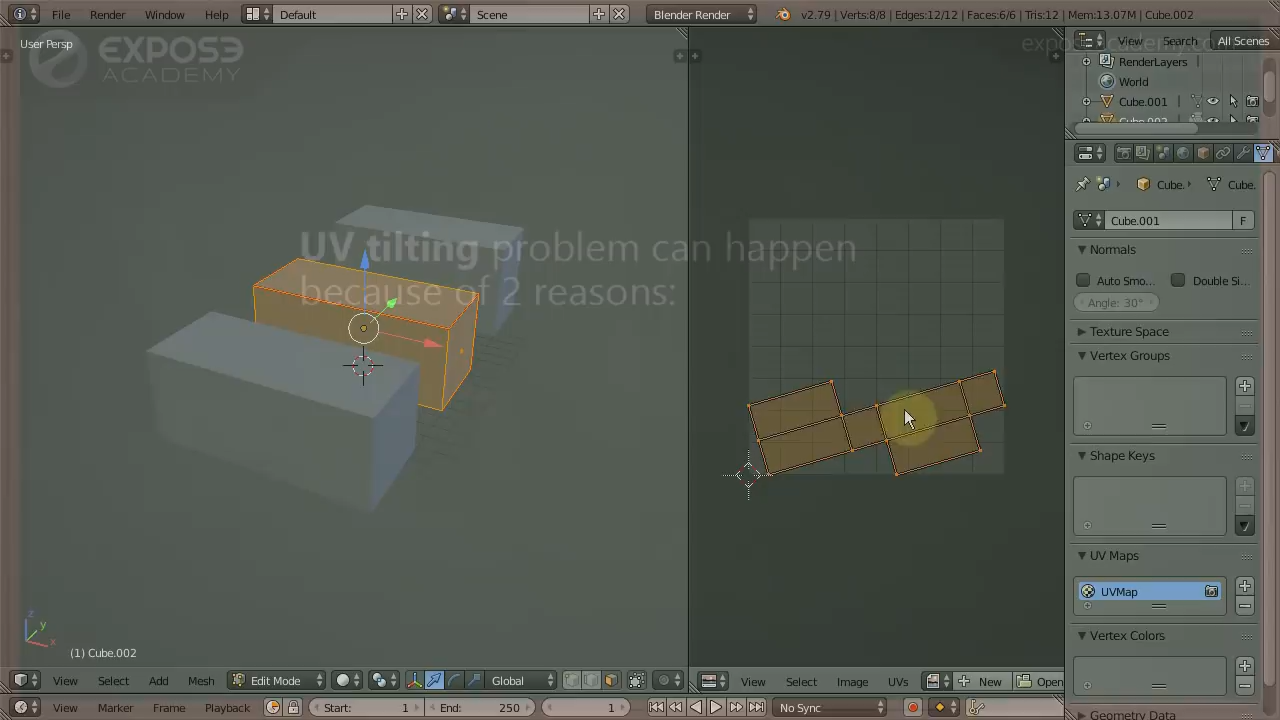 File Render Window Help Default Scene Blender Render v2.79 | Verts:8/8 | Edges:12/12 | Faces:6/6 | Tris:12 | Mem:13.07M | Cube.002
User Persp
EXPOSE
ACADEMY
View Search All Scenes
RenderLayers
World
Cube.001
Cube.002
Cube. Cube.
Cube.001 F
Normals
Auto Smo... Double Si...
Angle: 30°
Texture Space
Vertex Groups
Shape Keys
UV Maps
UVMap
Vertex Colors
Geometry Data
UV tilting problem can happen
because of 2 reasons:
z
y
x
(1) Cube.002
View Select Add Mesh Edit Mode Global
View Select Image UVs New Open
View Marker Frame Playback Start: 1 End: 250 1 No Sync